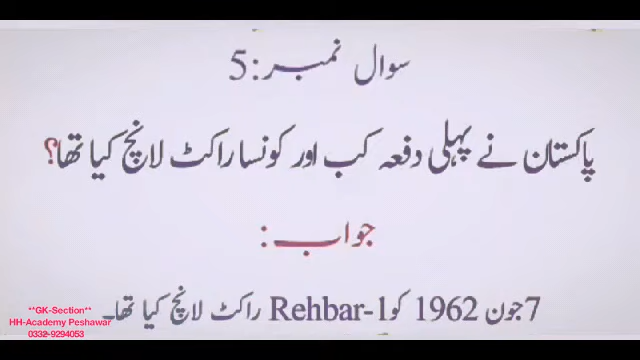 سوال نمبر:5
پاکستان نے پہلی دفعہ کب اور کونسا راکٹ لانچ کیا تھا؟
جواب:
7جون 1962 کو Rehbar-1 راکٹ لانچ کیا تھا۔
**GK-Section**
HH-Academy Peshawar
0332-9294053